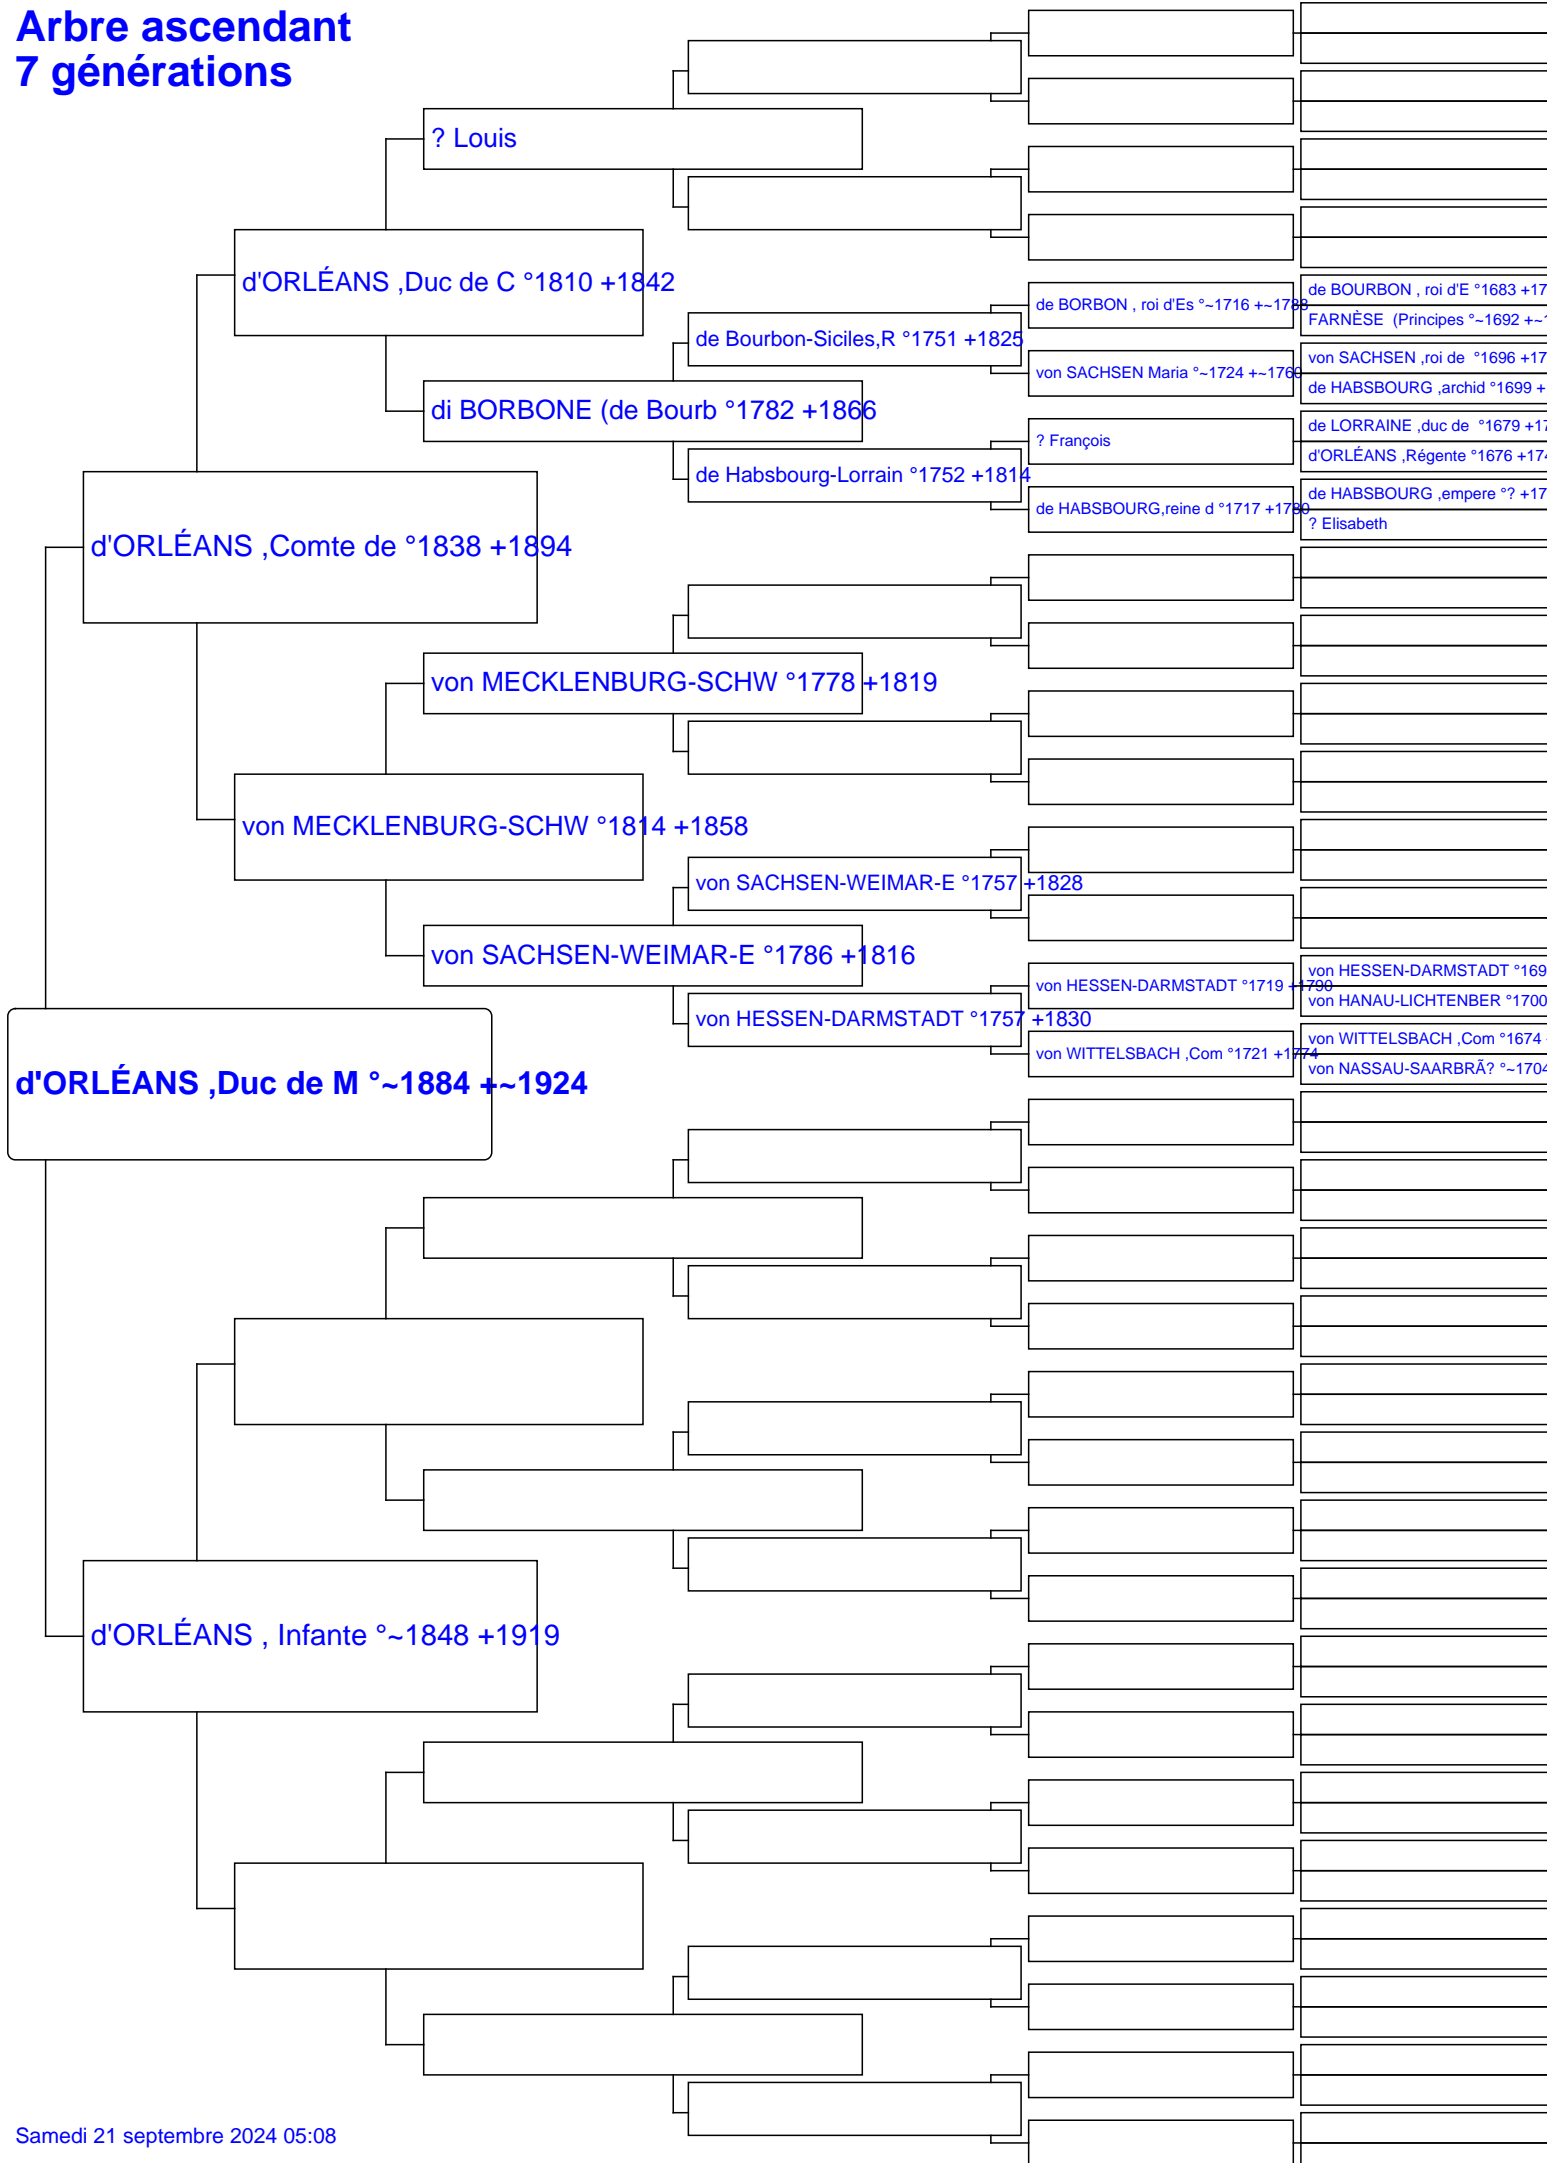 Arbre ascendant
7 générations
? Louis
d'ORLÉANS ,Duc de C °1810 +1842
de BORBON , roi d'Es °~1716 +~1788
de BOURBON , roi d'E °1683 +17
FARNÈSE (Principes °~1692 +~1
de Bourbon-Siciles,R °1751 +1825
von SACHSEN Maria °~1724 +~1760
von SACHSEN ,roi de °1696 +17
de HABSBOURG ,archid °1699 +
di BORBONE (de Bourb °1782 +1866
? François
de LORRAINE ,duc de °1679 +17
d'ORLÉANS ,Régente °1676 +174
de Habsbourg-Lorrain °1752 +1814
de HABSBOURG,reine d °1717 +1780
de HABSBOURG ,empere °? +17
? Elisabeth
d'ORLÉANS ,Comte de °1838 +1894
von MECKLENBURG-SCHW °1778 +1819
von MECKLENBURG-SCHW °1814 +1858
von SACHSEN-WEIMAR-E °1757 +1828
von SACHSEN-WEIMAR-E °1786 +1816
von HESSEN-DARMSTADT °1719 +1790
von HESSEN-DARMSTADT °169
von HANAU-LICHTENBER °1700
von HESSEN-DARMSTADT °1757 +1830
von WITTELSBACH ,Com °1721 +1774
von WITTELSBACH ,Com °1674
von NASSAU-SAARBRÃ? °~1704
d'ORLÉANS ,Duc de M °~1884 +~1924
d'ORLÉANS , Infante °~1848 +1919
Samedi 21 septembre 2024 05:08